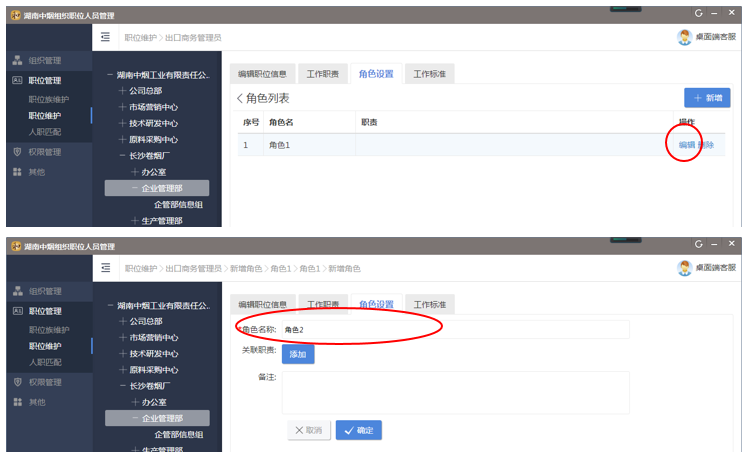 湖南中烟组织职位人员管理
职位维护 > 出口商务管理员
桌面端客服
组织管理
职位管理
职位族维护
职位维护
人职匹配
权限管理
其他
湖南中烟工业有限责任公..
公司总部
市场营销中心
技术研发中心
原料采购中心
长沙卷烟厂
办公室
企业管理部
企管部信息组
生产管理部
编辑职位信息 工作职责 角色设置 工作标准
角色列表
新增
序号 角色名 职责 操作
1 角色1 编辑 删除
湖南中烟组织职位人员管理
职位维护 > 出口商务管理员 > 新增角色 > 角色1 > 角色1 > 新增角色
桌面端客服
组织管理
职位管理
职位族维护
职位维护
人职匹配
权限管理
其他
湖南中烟工业有限责任公..
公司总部
市场营销中心
技术研发中心
原料采购中心
长沙卷烟厂
办公室
企业管理部
企管部信息组
生产管理部
编辑职位信息 工作职责 角色设置 工作标准
*角色名称: 角色2
关联职责: 添加
备注:
取消 确定